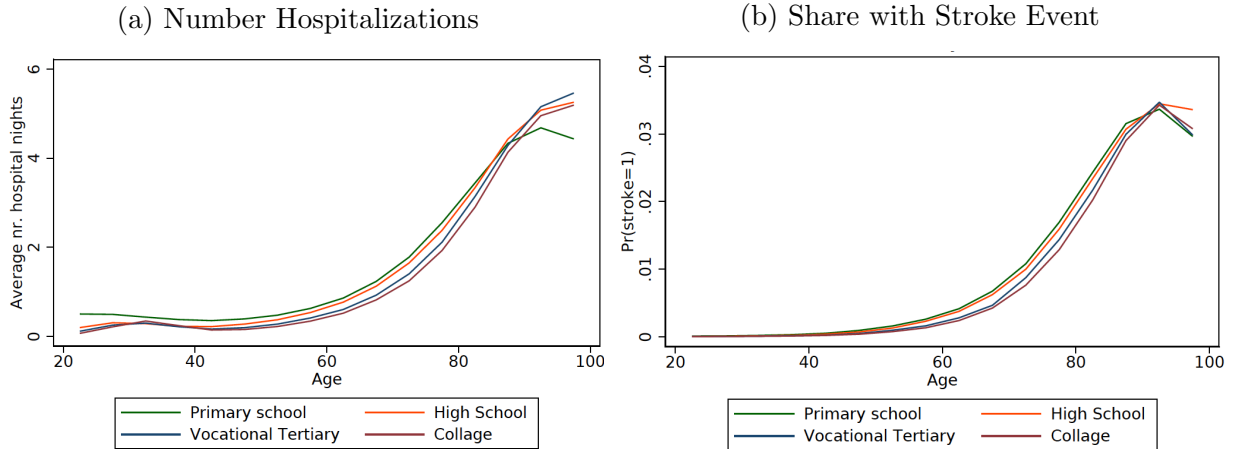 (a) Number Hospitalizations
Average nr. hospital nights
6
4
2
0
20 40 60 80 100
Age
Primary school High School
Vocational Tertiary Collage
(b) Share with Stroke Event
Pr(stroke=1)
.04
.03
.02
.01
0
20 40 60 80 100
Age
Primary school High School
Vocational Tertiary Collage